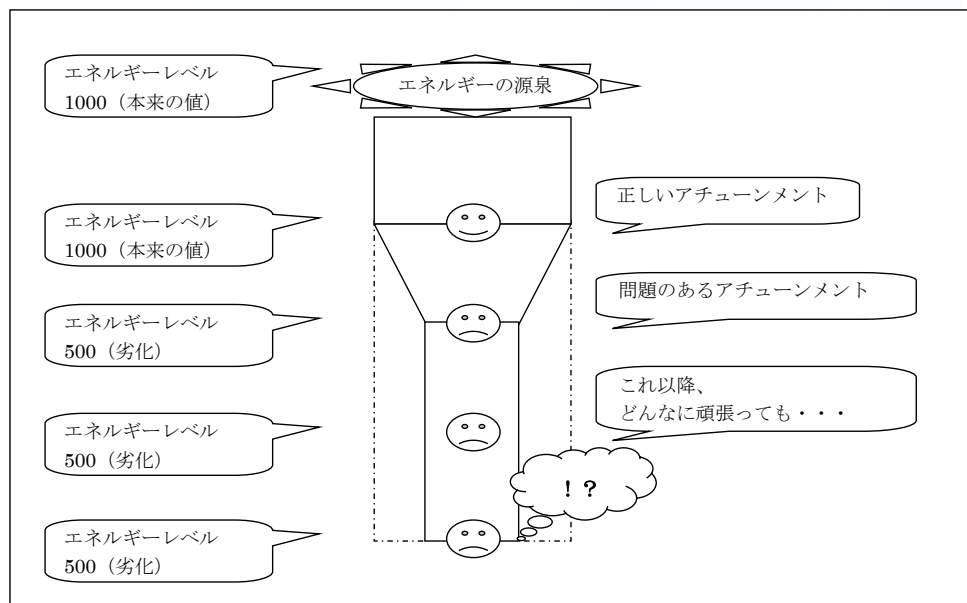 エネルギーレベル
1000（本来の値）
エネルギーの源泉
エネルギーレベル
1000（本来の値）
正しいアチューンメント
エネルギーレベル
500（劣化）
問題のあるアチューンメント
エネルギーレベル
500（劣化）
これ以降、
どんなに頑張っても・・・
！？
エネルギーレベル
500（劣化）